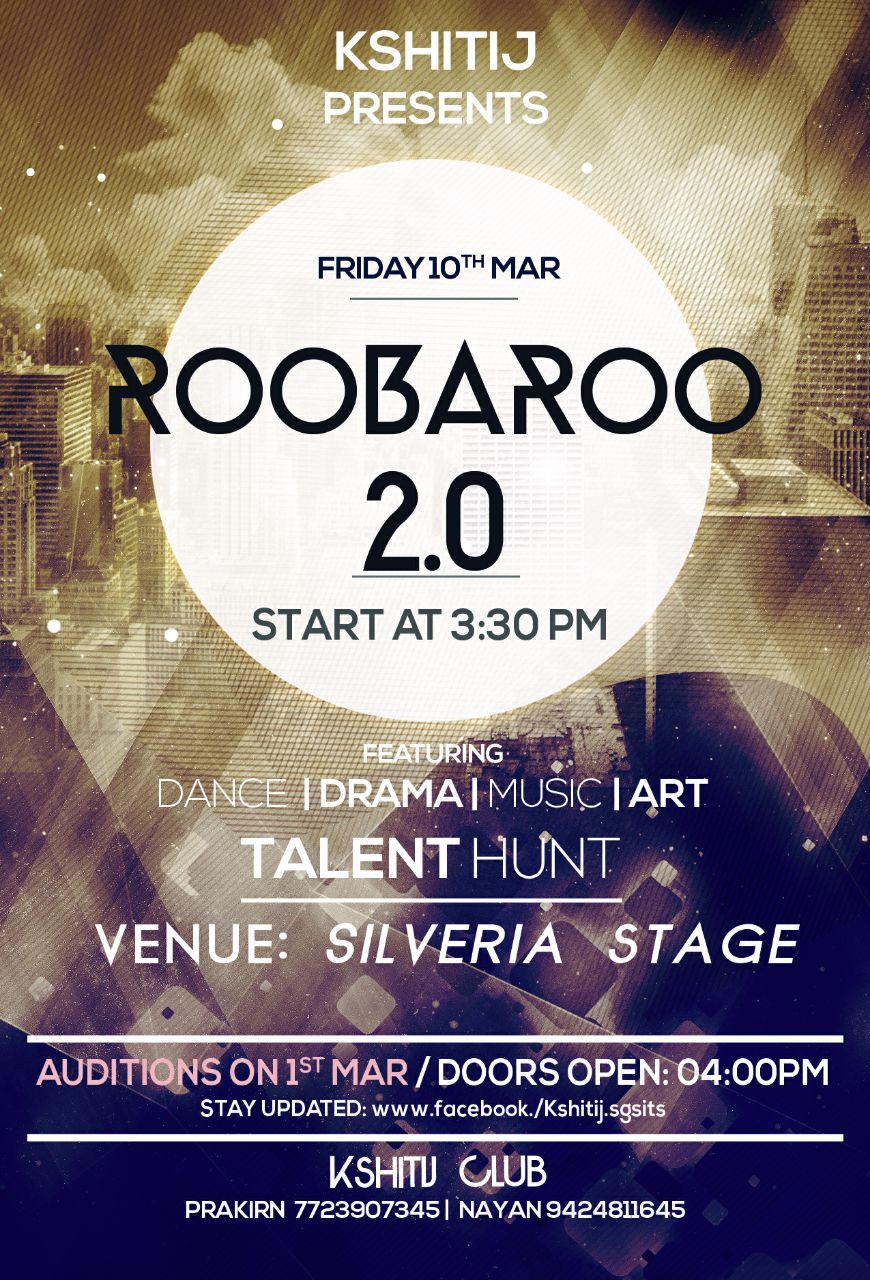 KSHITIJ
PRESENTS
FRIDAY 10TH MAR
ROOBAROO
2.0
START AT 3:30 PM
FEATURING
DANCE | DRAMA | MUSIC | ART
TALENT HUNT
VENUE: SILVERIA STAGE
AUDITIONS ON 1ST MAR / DOORS OPEN: 04:00PM
STAY UPDATED: www.facebook./Kshitij.sgsits
KSHITIJ CLUB
PRAKIRN 7723907345 | NAYAN 9424811645